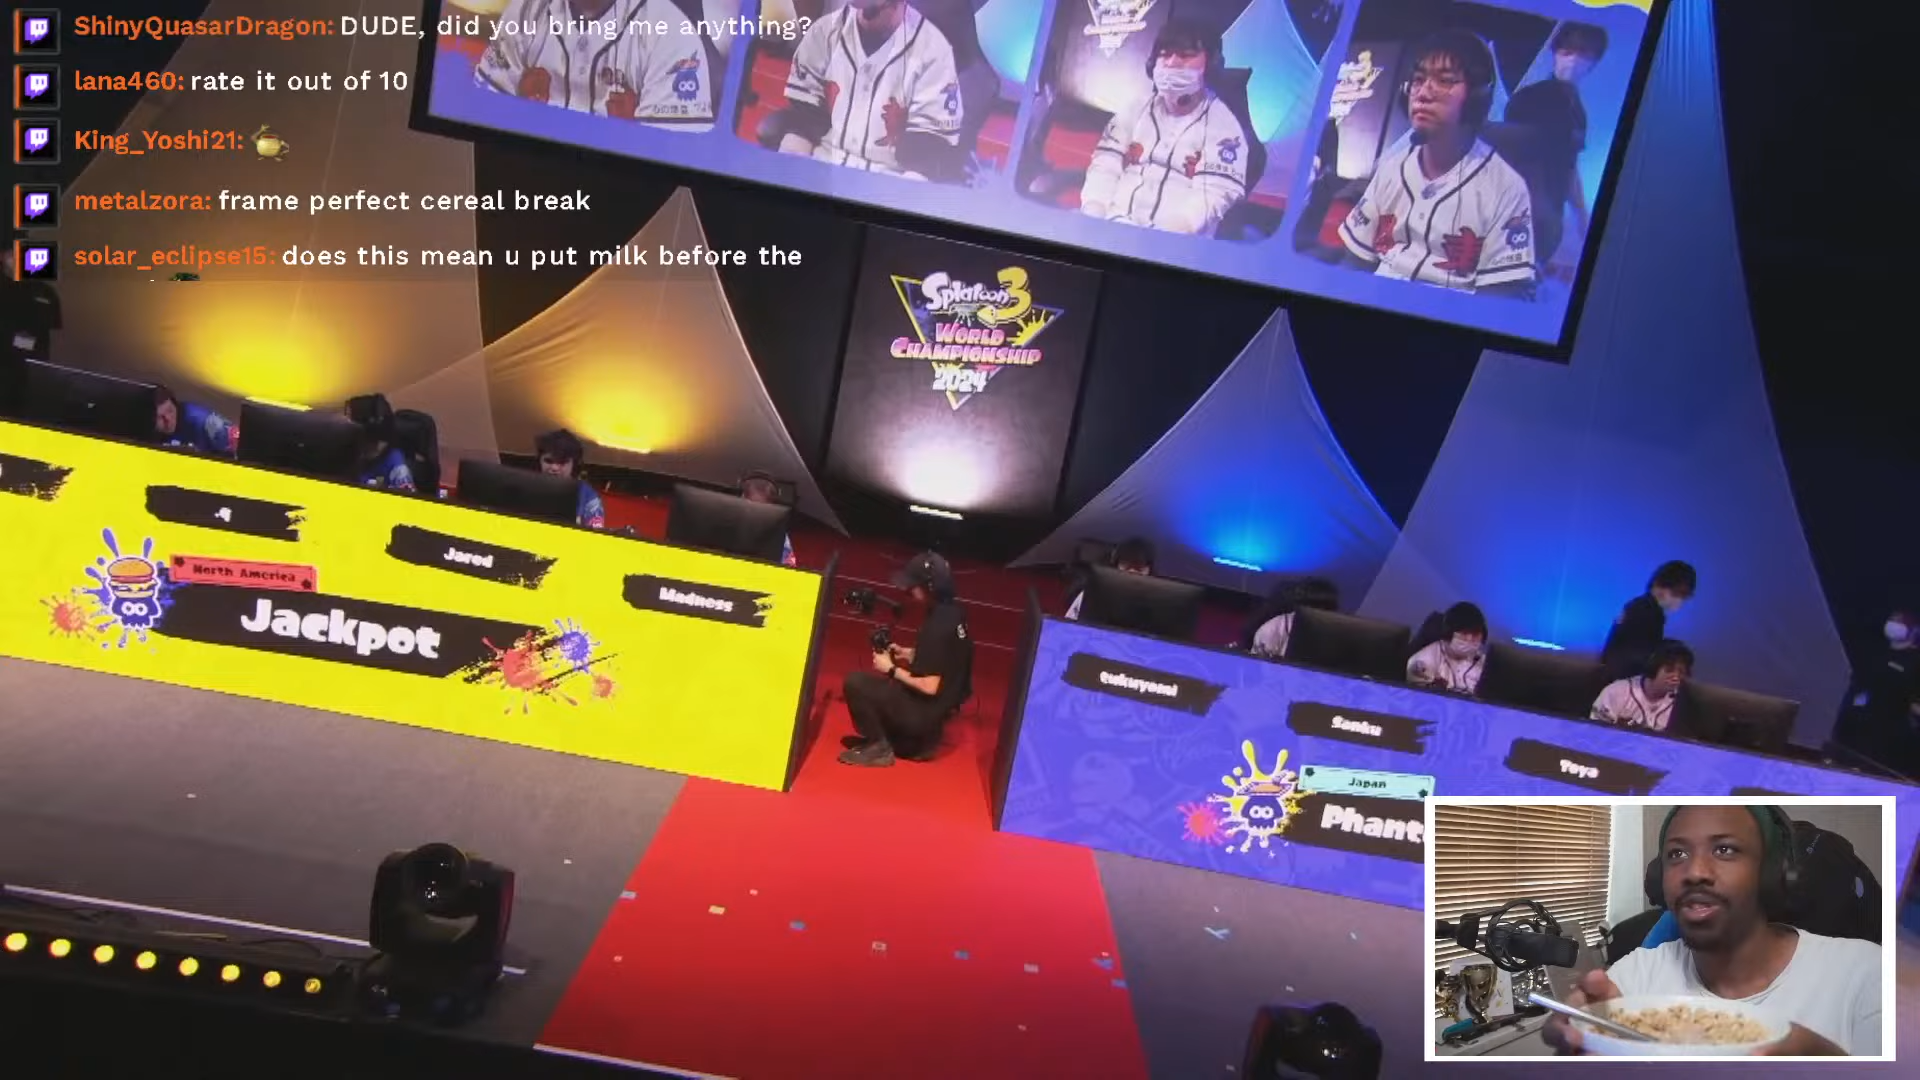 ShinyQuasarDragon: DUDE, did you bring me anything?
lana460: rate it out of 10
King_Yoshi21:
metalzora: frame perfect cereal break
solar_eclipse15: does this mean u put milk before the
Splatoon 3
WORLD
CHAMPIONSHIP
2024
.q
Jared
Madness
North America
Jackpot
Sanku
Toya
Japan
Phant